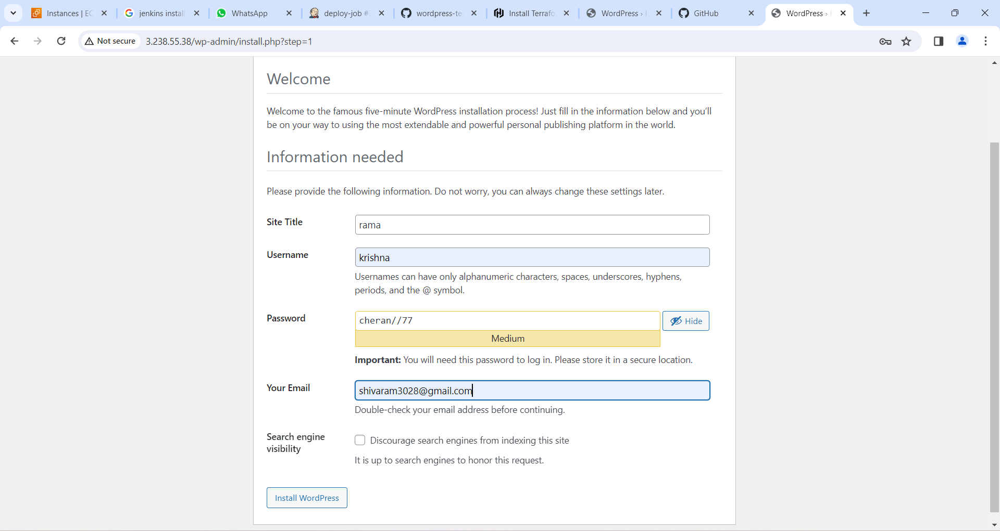 Instances | EC
jenkins install
WhatsApp
deploy-job #
wordpress-te
Install Terrafo
WordPress ›
GitHub
WordPress ›
Not secure
3.238.55.38/wp-admin/install.php?step=1
Welcome
Welcome to the famous five-minute WordPress installation process! Just fill in the information below and you’ll
be on your way to using the most extendable and powerful personal publishing platform in the world.
Information needed
Please provide the following information. Do not worry, you can always change these settings later.
Site Title
rama
Username
krishna
Usernames can have only alphanumeric characters, spaces, underscores, hyphens,
periods, and the @ symbol.
Password
cheran//77
Hide
Medium
Important: You will need this password to log in. Please store it in a secure location.
Your Email
shivaram3028@gmail.com
Double-check your email address before continuing.
Search engine
visibility
Discourage search engines from indexing this site
It is up to search engines to honor this request.
Install WordPress